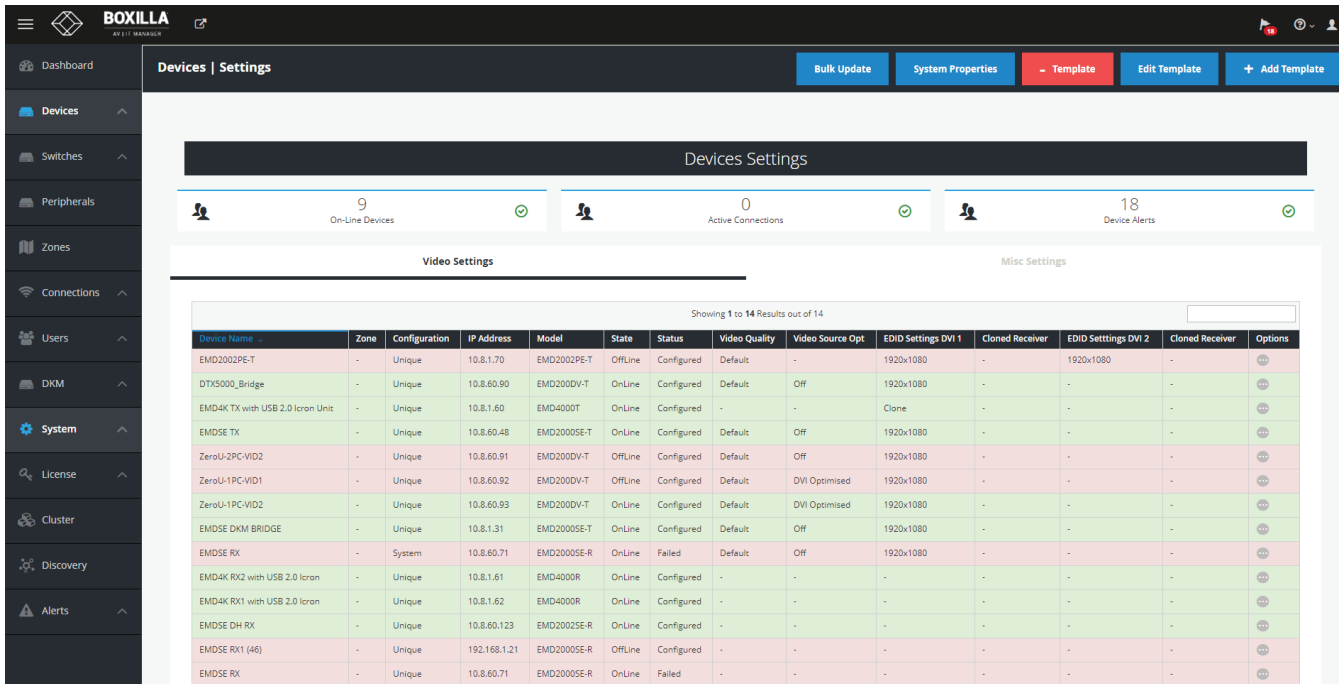 BOXILLA
AV | IT MANAGER
18
Dashboard
Devices
Switches
Peripherals
Zones
Connections
Users
DKM
System
License
Cluster
Discovery
Alerts
Devices | Settings
Bulk Update
System Properties
- Template
Edit Template
+ Add Template
Devices Settings
9
On-Line Devices
0
Active Connections
18
Device Alerts
Video Settings
Misc Settings
Showing 1 to 14 Results out of 14
Device Name Zone Configuration IP Address Model State Status Video Quality Video Source Opt EDID Settings DVI 1 Cloned Receiver EDID Setttings DVI 2 Cloned Receiver Options
EMD2002PE-T - Unique 10.8.1.70 EMD2002PE-T OffLine Configured Default - 1920x1080 - 1920x1080 -
DTX5000_Bridge - Unique 10.8.60.90 EMD200DV-T OnLine Configured Default Off 1920x1080 - - -
EMD4K TX with USB 2.0 Icron Unit - Unique 10.8.1.60 EMD4000T OnLine Configured - - Clone - - -
EMDSE TX - Unique 10.8.60.48 EMD2000SE-T OnLine Configured Default Off 1920x1080 - - -
ZeroU-2PC-VID2 - Unique 10.8.60.91 EMD200DV-T OffLine Configured Default Off 1920x1080 - - -
ZeroU-1PC-VID1 - Unique 10.8.60.92 EMD200DV-T OffLine Configured Default DVI Optimised 1920x1080 - - -
ZeroU-1PC-VID2 - Unique 10.8.60.93 EMD200DV-T OnLine Configured Default DVI Optimised 1920x1080 - - -
EMDSE DKM BRIDGE - Unique 10.8.1.31 EMD2000SE-T OnLine Configured Default Off 1920x1080 - - -
EMDSE RX - System 10.8.60.71 EMD2000SE-R OnLine Failed Default Off 1920x1080 - - -
EMD4K RX2 with USB 2.0 Icron - Unique 10.8.1.61 EMD4000R OnLine Configured - - - - - -
EMD4K RX1 with USB 2.0 Icron - Unique 10.8.1.62 EMD4000R OnLine Configured - - - - - -
EMDSE DH RX - Unique 10.8.60.123 EMD2002SE-R OnLine Configured - - - - - -
EMDSE RX1 (46) - Unique 192.168.1.21 EMD2000SE-R OffLine Configured - - - - - -
EMDSE RX - Unique 10.8.60.71 EMD2000SE-R OnLine Failed - - - - - -